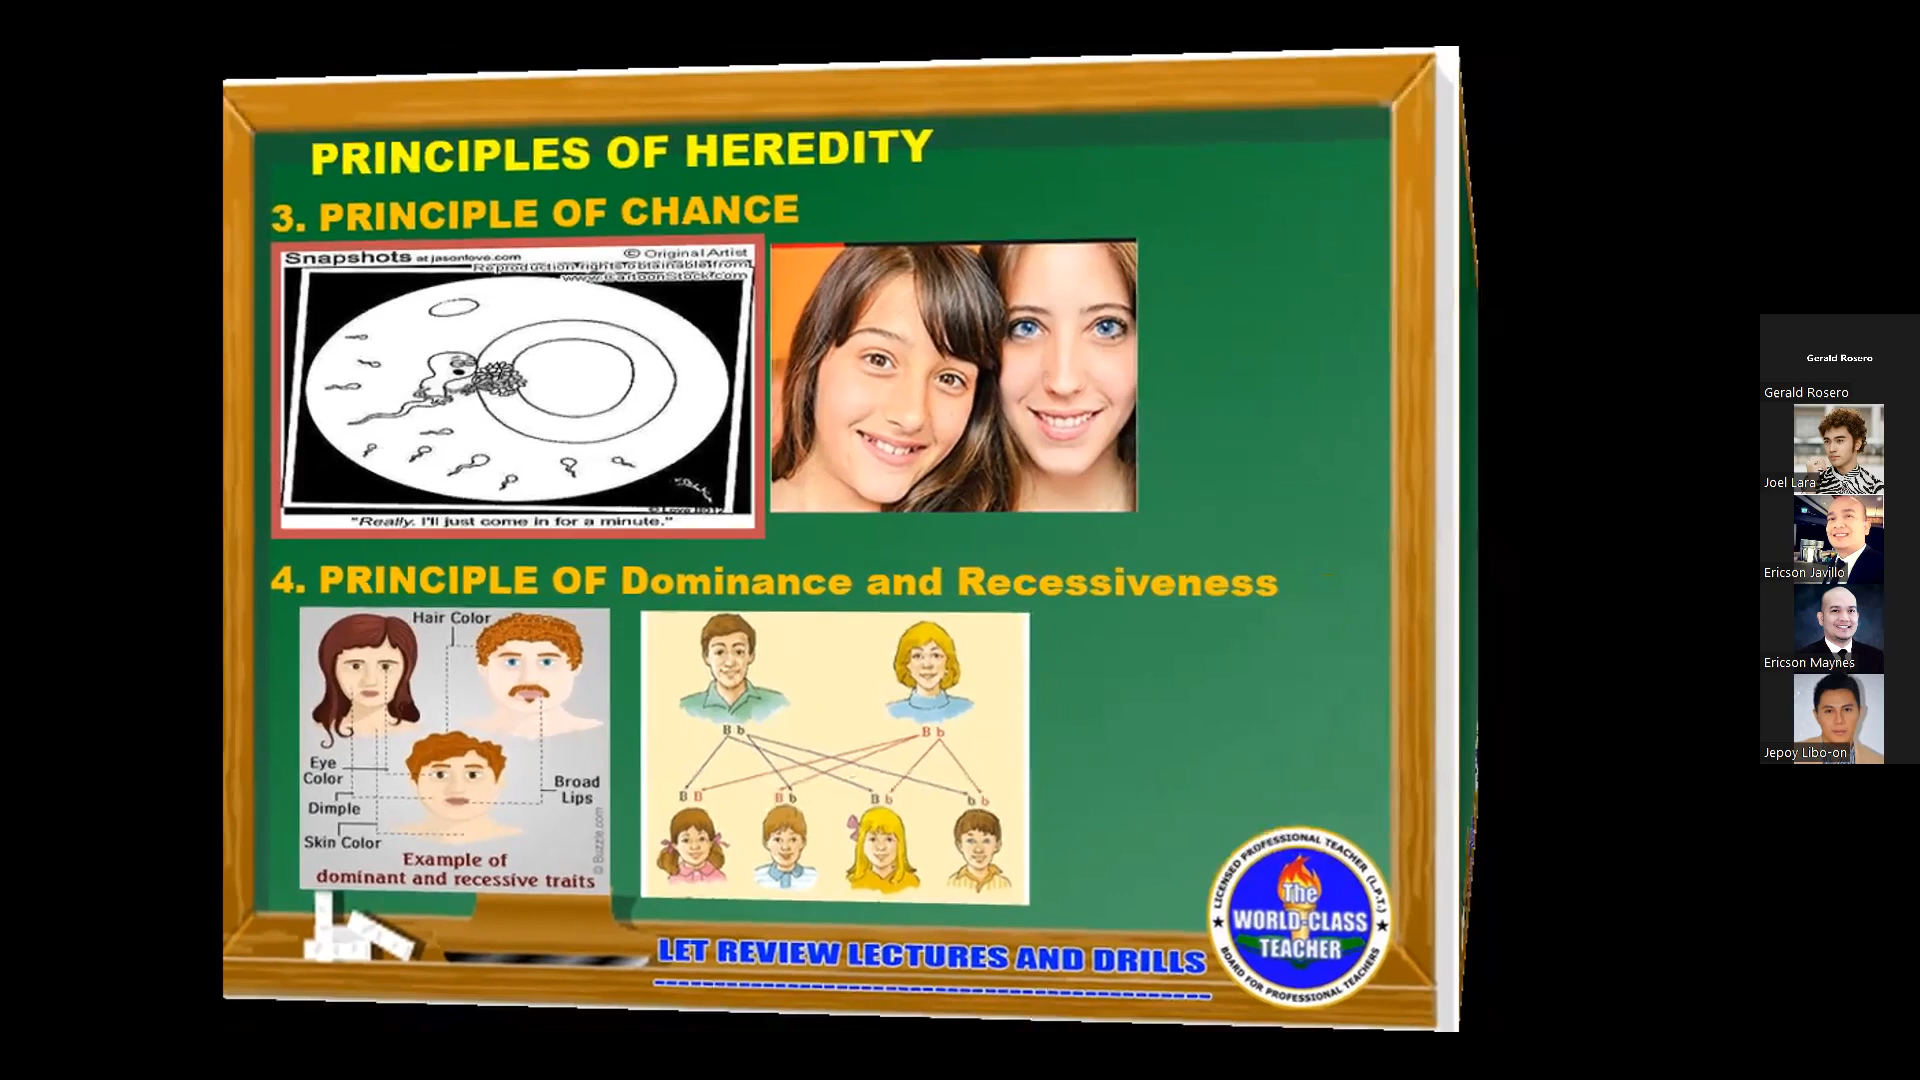 PRINCIPLES OF HEREDITY
3. PRINCIPLE OF CHANCE
Snapshots at jasonlove.com
© Original Artist
Reproduction rights obtainable from
www.CartoonStock.com
"Really. I'll just come in for a minute."
4. PRINCIPLE OF Dominance and Recessiveness
Hair Color
Eye
Color
Dimple
Skin Color
Broad
Lips
© Buzzle.com
Example of
dominant and recessive traits
B b
B b
B B
B b
B b
b b
LET REVIEW LECTURES AND DRILLS
LICENSED PROFESSIONAL TEACHER (L.P.T.)
The
WORLD-CLASS
TEACHER
BOARD FOR PROFESSIONAL TEACHERS
Gerald Rosero
Gerald Rosero
Joel Lara
Ericson Javillo
Ericson Maynes
Jepoy Libo-on